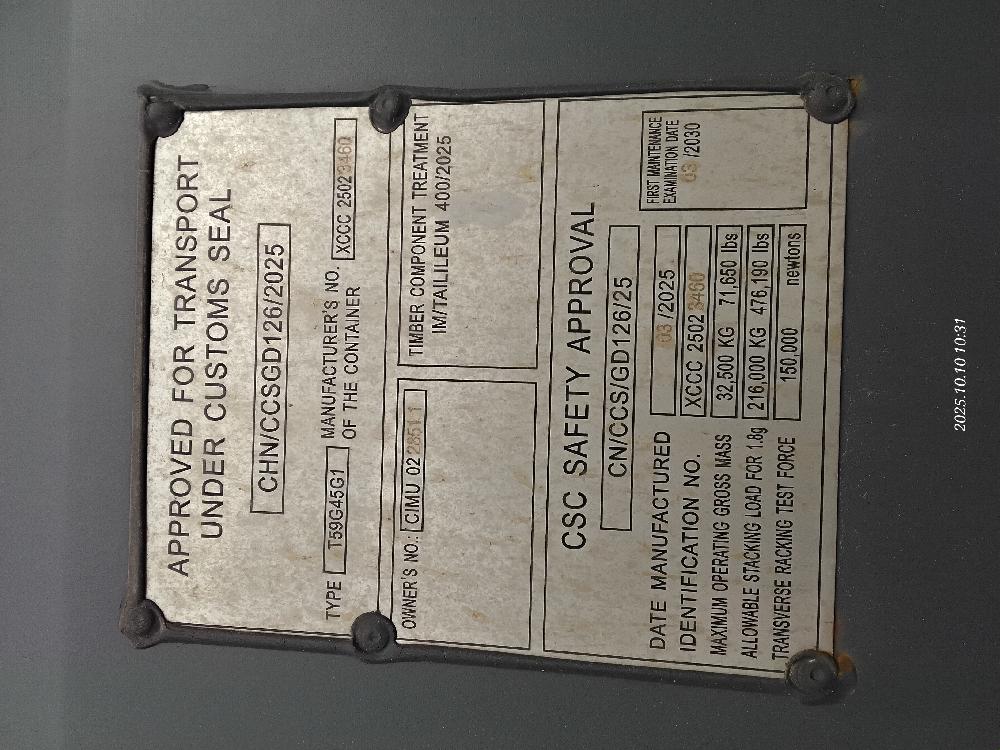 APPROVED FOR TRANSPORT
UNDER CUSTOMS SEAL
CHN/CCSGD126/2025
TYPE T59G45G1 MANUFACTURER'S NO. OF THE CONTAINER XCCC 2502 3460
OWNER'S NO.: CIMU 02 2851 1
TIMBER COMPONENT TREATMENT
IM/TAILILEUM 400/2025
CSC SAFETY APPROVAL
CN/CCS/GD126/25
DATE MANUFACTURED 03 /2025
IDENTIFICATION NO. XCCC 2502 3460
MAXIMUM OPERATING GROSS MASS 32,500 KG 71,650 lbs
ALLOWABLE STACKING LOAD FOR 1.8g 216,000 KG 476,190 lbs
TRANSVERSE RACKING TEST FORCE 150,000 newtons
FIRST MAINTENANCE
EXAMINATION DATE
03 /2030
2025.10.10 10:31